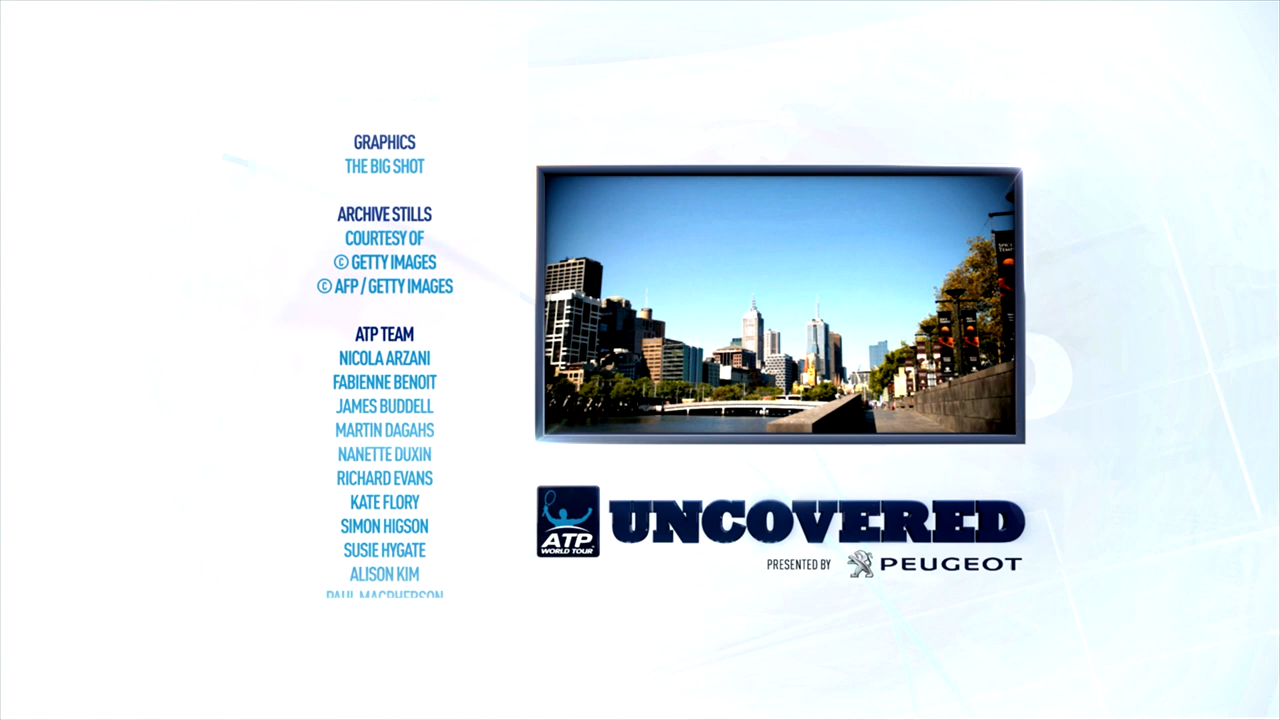 GRAPHICS
THE BIG SHOT
ARCHIVE STILLS
COURTESY OF
© GETTY IMAGES
© AFP / GETTY IMAGES
ATP TEAM
NICOLA ARZANI
FABIENNE BENOIT
JAMES BUDDELL
MARTIN DAGAHS
NANETTE DUXIN
RICHARD EVANS
KATE FLORY
SIMON HIGSON
SUSIE HYGATE
ALISON KIM
PAUL MACPHERSON
ATP
WORLD TOUR
UNCOVERED
PRESENTED BY
PEUGEOT